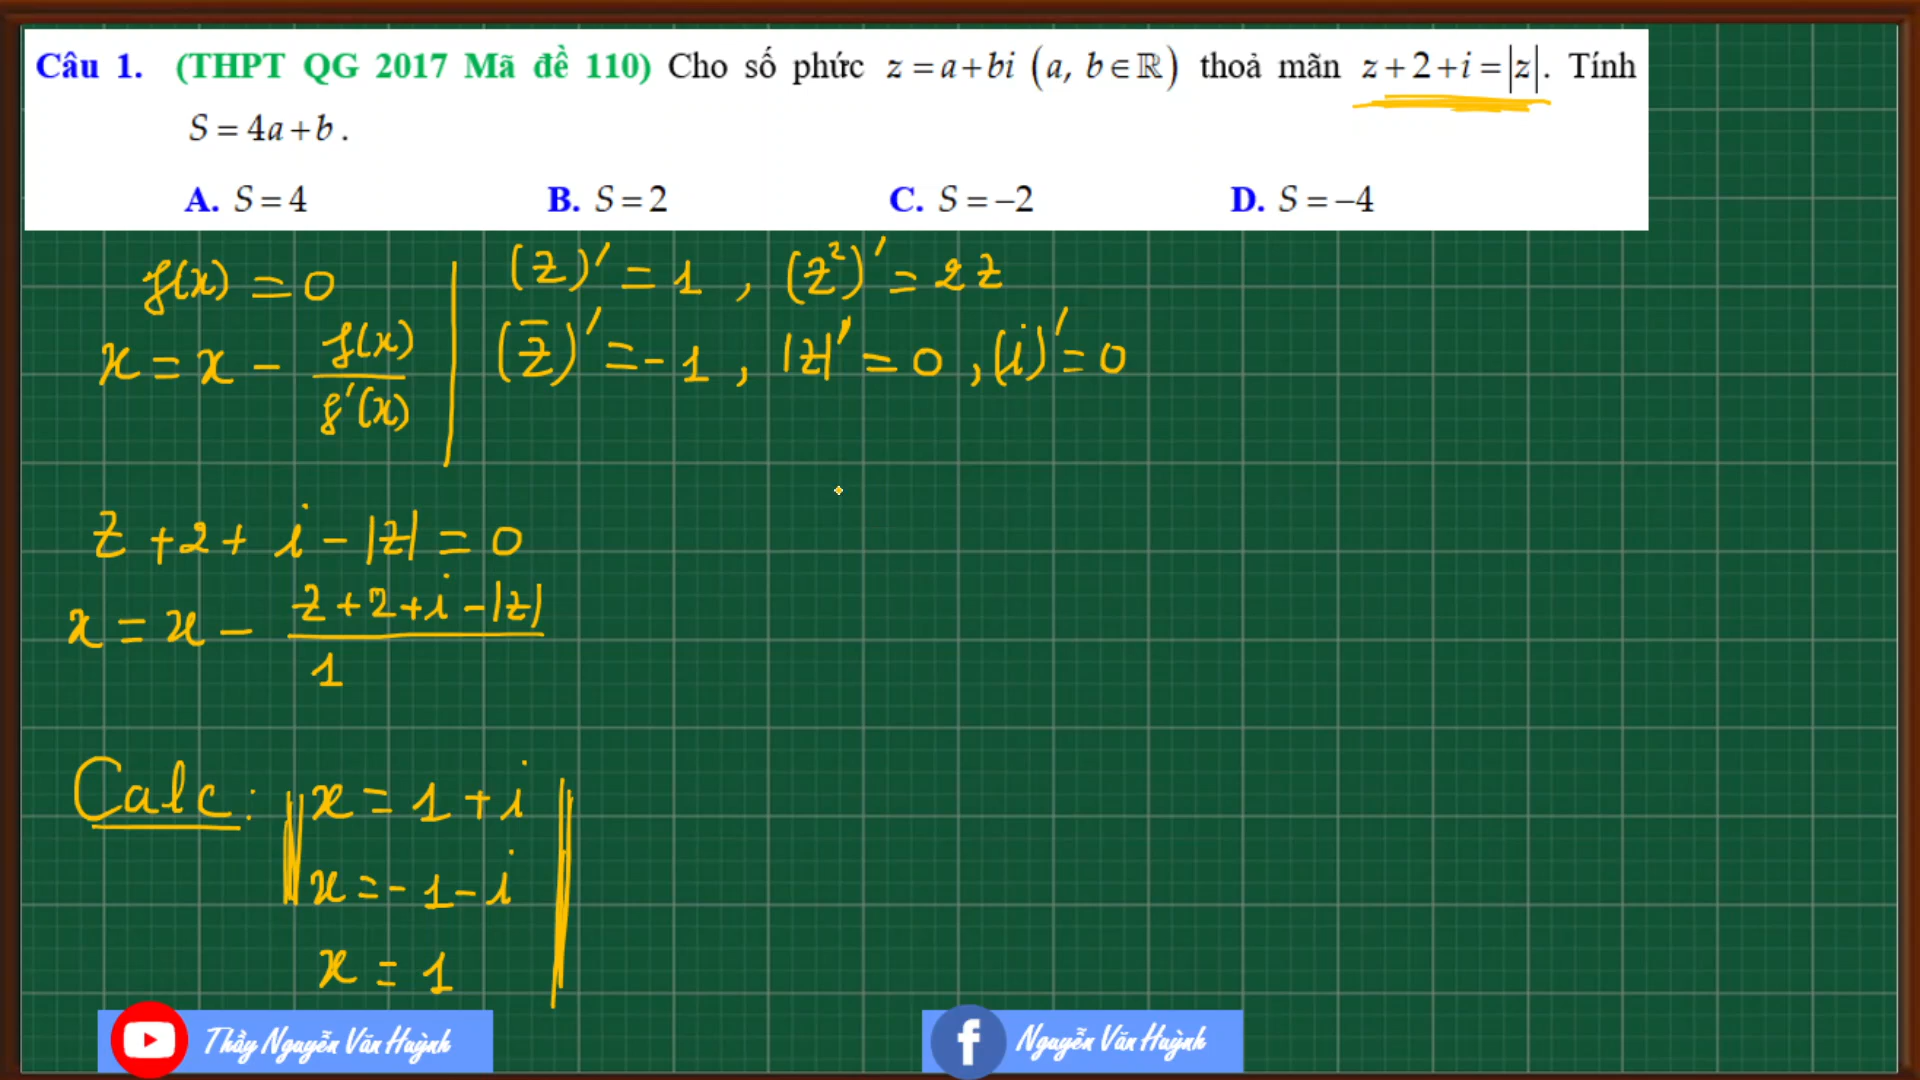 Câu 1. (THPT QG 2017 Mã đề 110) Cho số phức z = a + bi (a, b ∈ ℝ) thoả mãn z + 2 + i = |z|. Tính
S = 4a + b.
A. S = 4 B. S = 2 C. S = −2 D. S = −4
f(x) = 0
x = x − f(x)/f'(x)
(z)' = 1 , (z²)' = 2z
(z̄)' = −1 , |z|' = 0 , (i)' = 0
z + 2 + i − |z| = 0
x = x − (z + 2 + i − |z|)/1
Calc: x = 1 + i
x = −1 − i
x = 1
Thầy Nguyễn Văn Huỳnh
f Nguyễn Văn Huỳnh